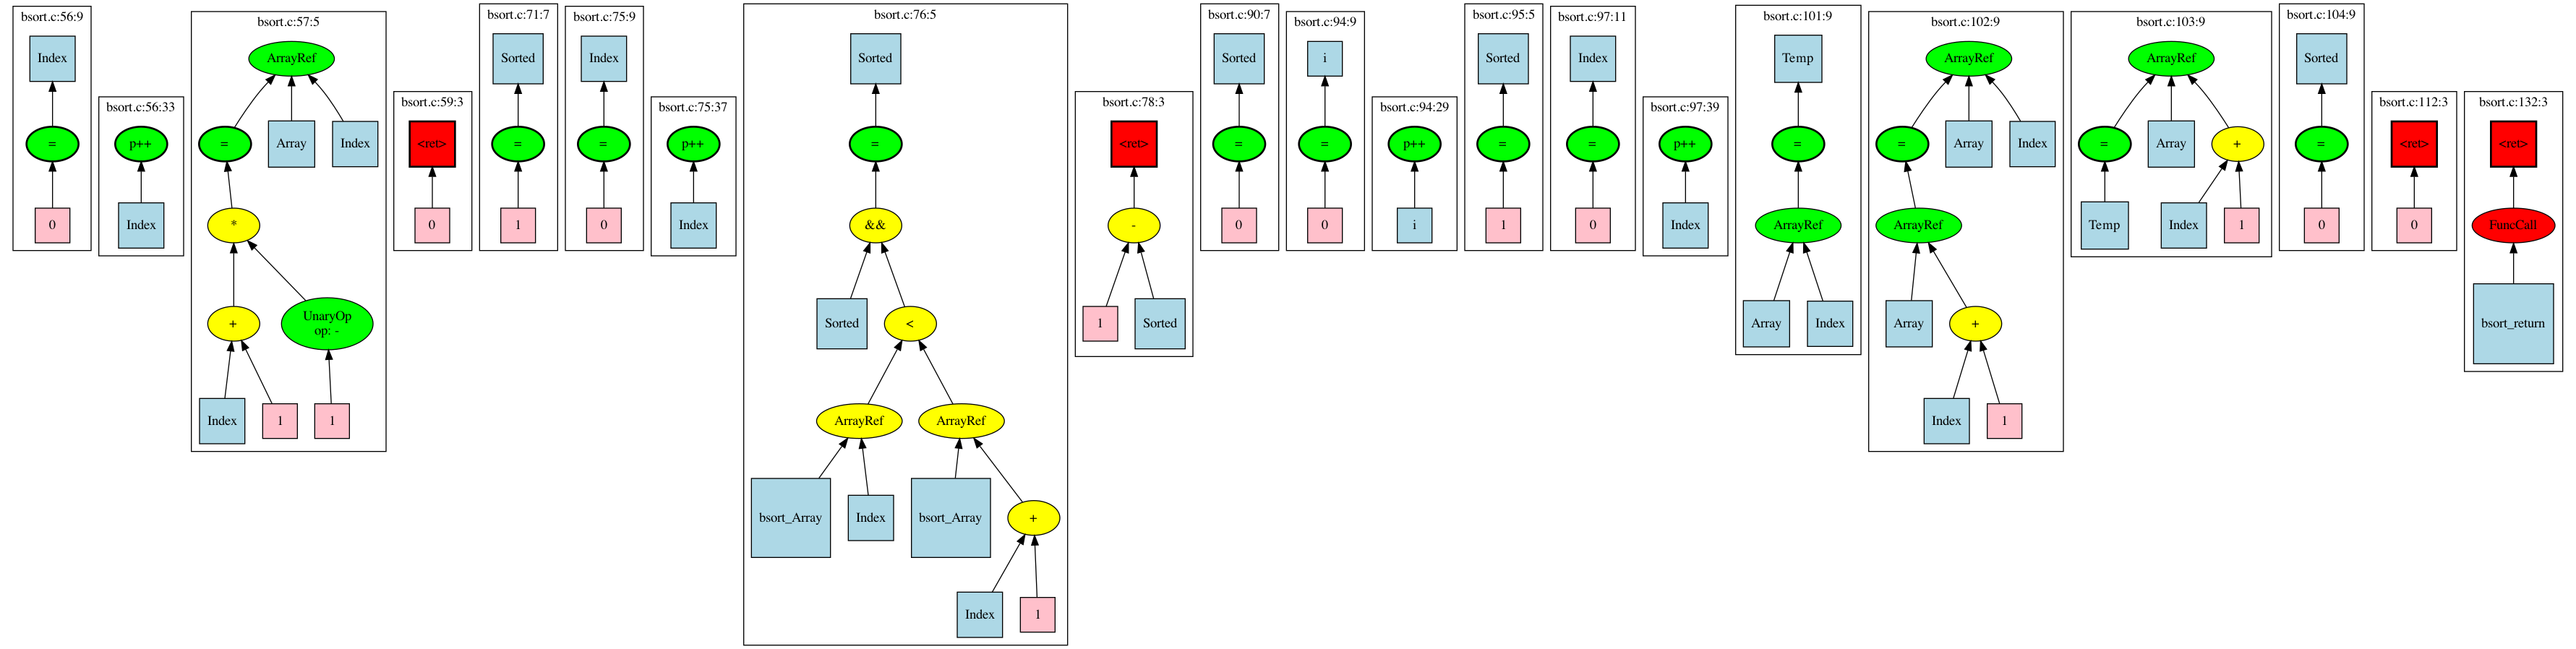 bsort.c:56:9
Index
=
0
bsort.c:56:33
p++
Index
bsort.c:57:5
ArrayRef
=
Array
Index
*
+
UnaryOp
op: -
Index
1
1
bsort.c:59:3
<ret>
0
bsort.c:71:7
Sorted
=
1
bsort.c:75:9
Index
=
0
bsort.c:75:37
p++
Index
bsort.c:76:5
Sorted
=
&&
Sorted
<
ArrayRef
ArrayRef
bsort_Array
Index
bsort_Array
+
Index
1
bsort.c:78:3
<ret>
-
1
Sorted
bsort.c:90:7
Sorted
=
0
bsort.c:94:9
i
=
0
bsort.c:94:29
p++
i
bsort.c:95:5
Sorted
=
1
bsort.c:97:11
Index
=
0
bsort.c:97:39
p++
Index
bsort.c:101:9
Temp
=
ArrayRef
Array
Index
bsort.c:102:9
ArrayRef
=
Array
Index
ArrayRef
Array
+
Index
1
bsort.c:103:9
ArrayRef
=
Array
+
Temp
Index
1
bsort.c:104:9
Sorted
=
0
bsort.c:112:3
<ret>
0
bsort.c:132:3
<ret>
FuncCall
bsort_return